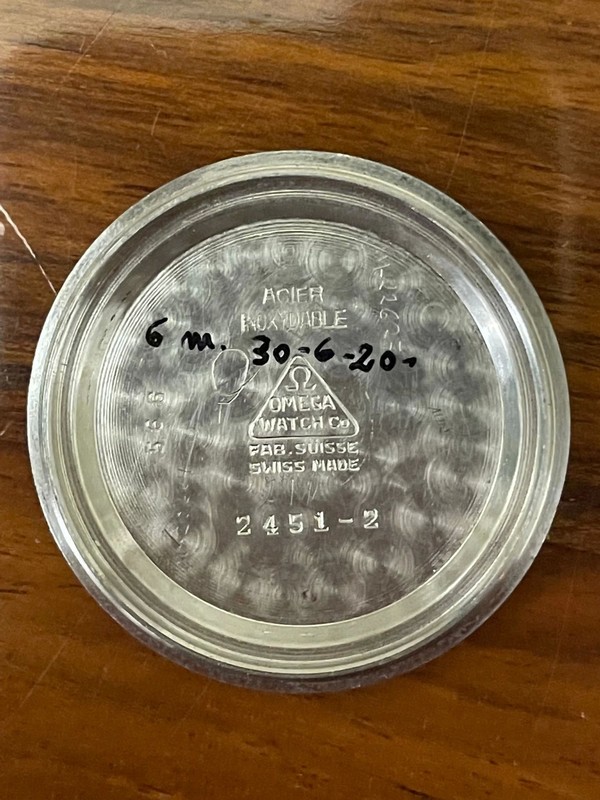 ACIER
INOXYDABLE
6 m. 30-6-20-
Ω
OMEGA
WATCH Co
FAB. SUISSE
SWISS MADE
2451-2